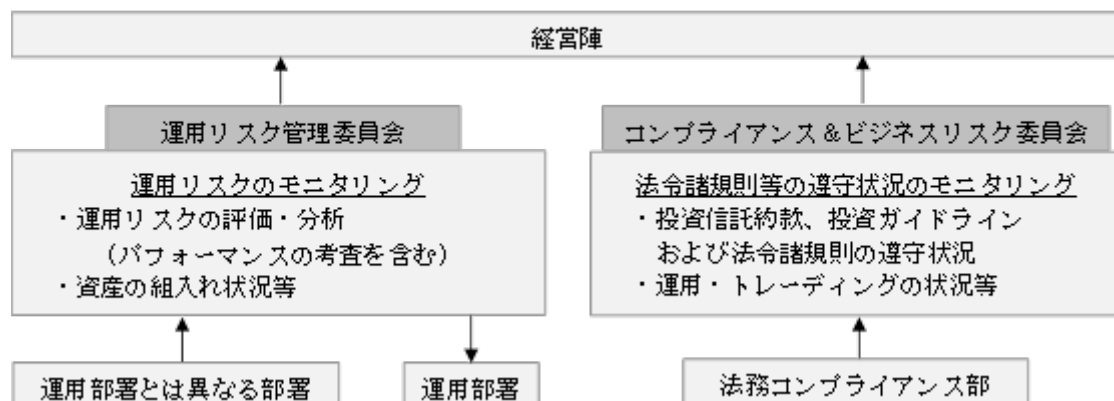 経営陣
運用リスク管理委員会
運用リスクのモニタリング
・運用リスクの評価・分析
（パフォーマンスの考査を含む）
・資産の組入れ状況等
運用部署とは異なる部署
運用部署
コンプライアンス＆ビジネスリスク委員会
法令諸規則等の遵守状況のモニタリング
・投資信託約款、投資ガイドライン
および法令諸規則の遵守状況
・運用・トレーディングの状況等
法務コンプライアンス部